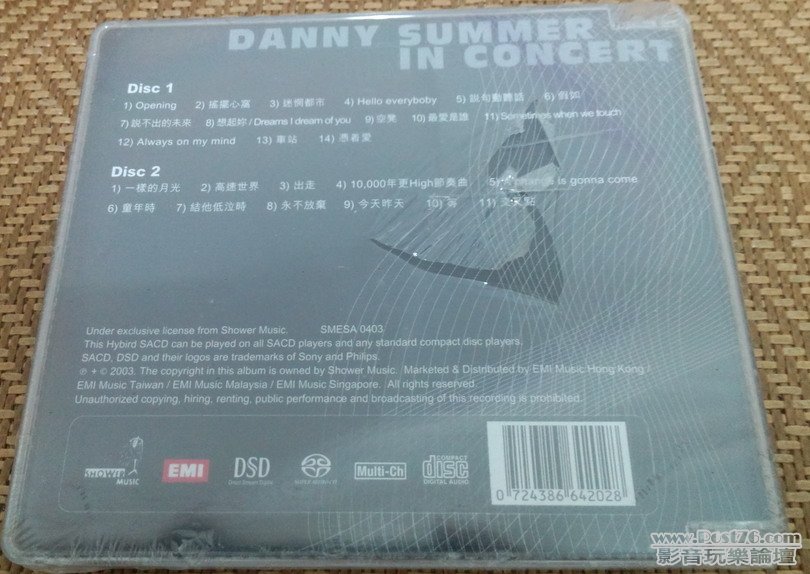 DANNY SUMMER
IN CONCERT
Disc 1
1) Opening 2) 搖擺心窩 3) 迷惘都市 4) Hello everyboby 5) 說句動聽話 6) 假如
7) 說不出的未來 8) 想起妳 / Dreams I dream of you 9) 空凳 10) 最愛是誰 11) Sometimes when we touch
12) Always on my mind 13) 車站 14) 憑着愛
Disc 2
1) 一樣的月光 2) 高速世界 3) 出走 4) 10,000年更High節奏曲 5) change is gonna come
6) 童年時 7) 結他低泣時 8) 永不放棄 9) 今天昨天 10) 等 11)
Under exclusive license from Shower Music. SMESA 0403
This Hybird SACD can be played on all SACD players and any standard compact disc players.
SACD, DSD and their logos are trademarks of Sony and Philips.
℗ + © 2003. The copyright in this album is owned by Shower Music. Marketed & Distributed by EMI Music Hong Kong /
EMI Music Taiwan / EMI Music Malaysia / EMI Music Singapore. All rights reserved.
Unauthorized copying, hiring, renting, public performance and broadcasting of this recording is prohibited.
SHOWER MUSIC
EMI
DSD
Direct Stream Digital
SUPER AUDIO CD
Multi-Ch
COMPACT disc DIGITAL AUDIO
0 724386 642028
www.Post76.com
影音玩樂論壇